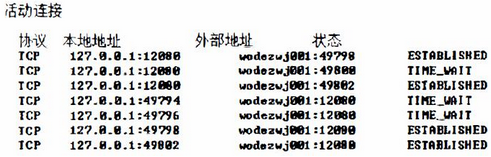 活动连接
协议 本地地址 外部地址 状态
TCP 127.0.0.1:12080 wodezwj001:49798 ESTABLISHED
TCP 127.0.0.1:12080 wodezwj001:49800 TIME_WAIT
TCP 127.0.0.1:12080 wodezwj001:49802 ESTABLISHED
TCP 127.0.0.1:49794 wodezwj001:12080 TIME_WAIT
TCP 127.0.0.1:49796 wodezwj001:12080 TIME_WAIT
TCP 127.0.0.1:49798 wodezwj001:12080 ESTABLISHED
TCP 127.0.0.1:49802 wodezwj001:12080 ESTABLISHED